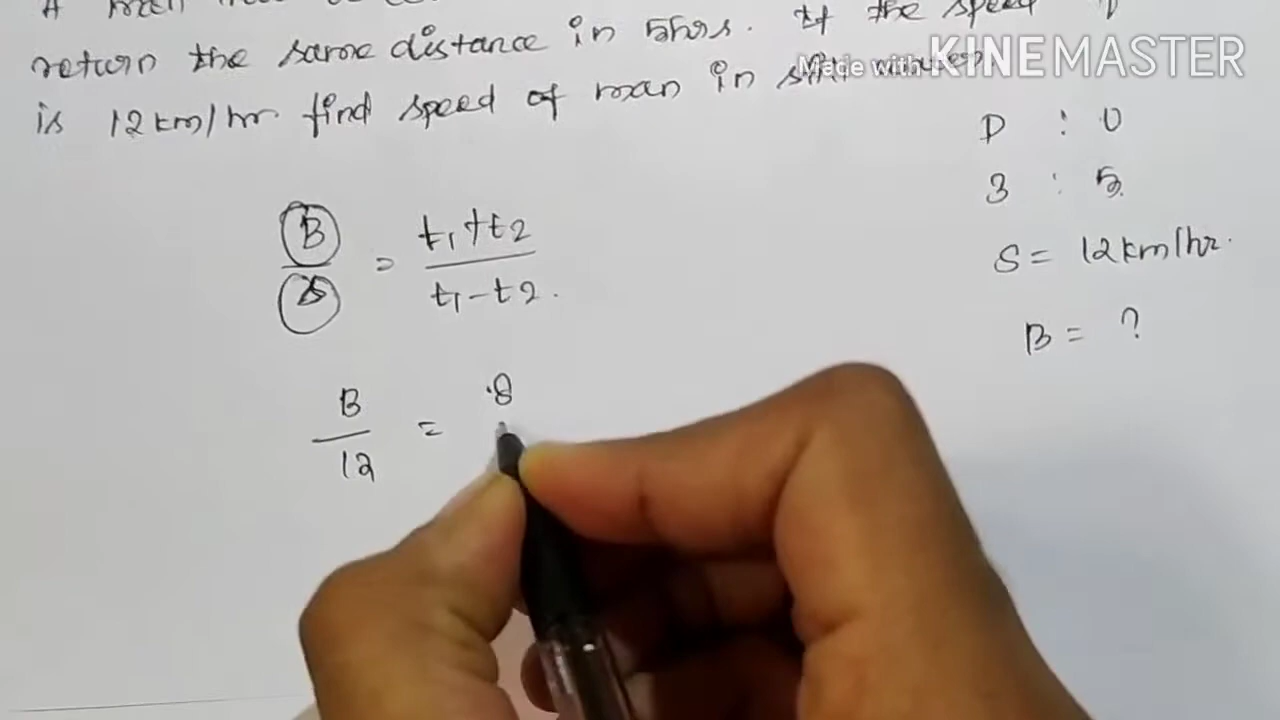 A man
return the same distance in 5hrs. If the speed
is 12km/hr find speed of man in still
Made with KINEMASTER
D : U
3 : 5
S = 12km/hr.
B = ?
B/S = t1+t2/t1-t2.
B/12 = 8